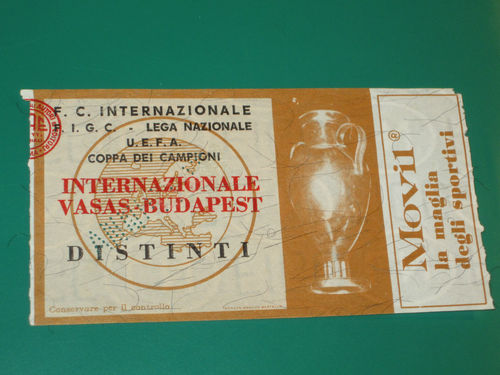 F. C. INTERNAZIONALE
F. I. G. C. - LEGA NAZIONALE
U.E.F.A.
COPPA DEI CAMPIONI
INTERNAZIONALE
VASAS - BUDAPEST
DISTINTI
Conservare per il controllo
Movil®
la maglia
degli sportivi